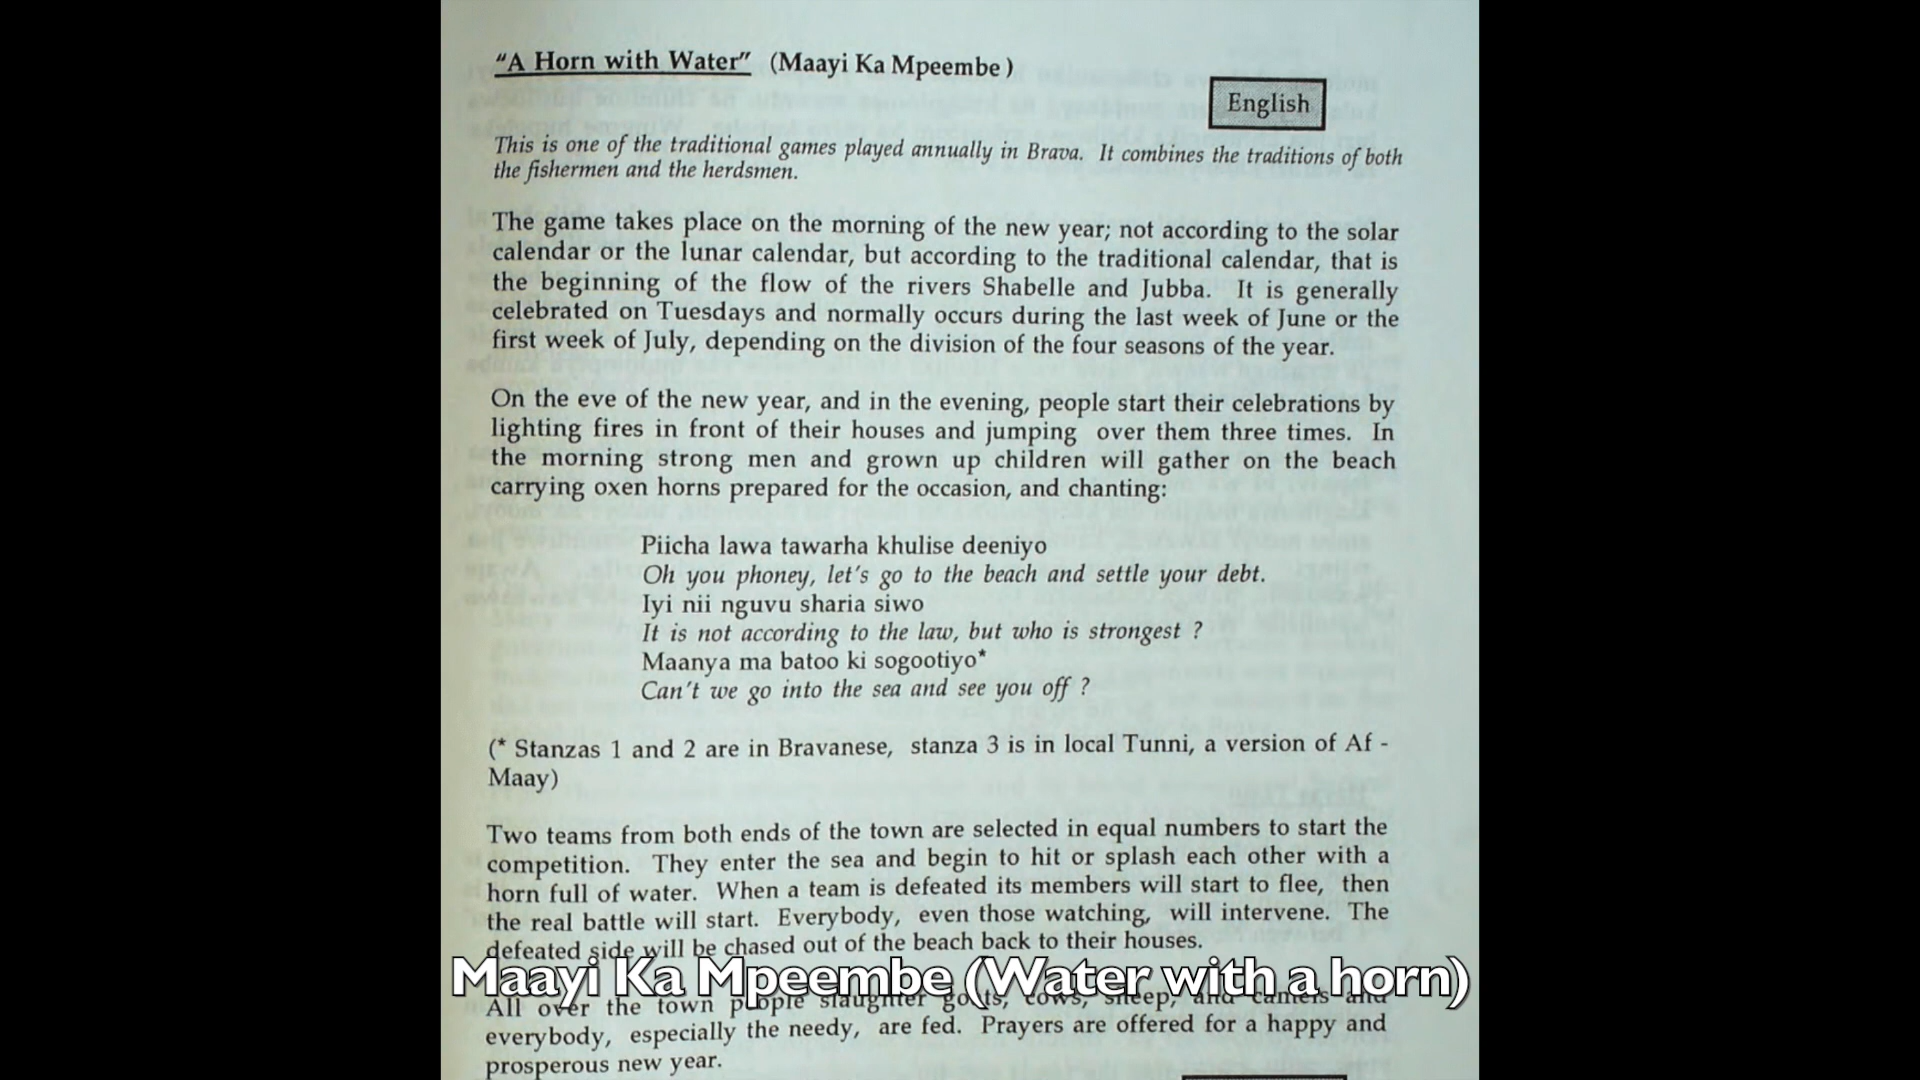 "A Horn with Water" (Maayi Ka Mpeembe)
English
This is one of the traditional games played annually in Brava. It combines the traditions of both
the fishermen and the herdsmen.
The game takes place on the morning of the new year; not according to the solar
calendar or the lunar calendar, but according to the traditional calendar, that is
the beginning of the flow of the rivers Shabelle and Jubba. It is generally
celebrated on Tuesdays and normally occurs during the last week of June or the
first week of July, depending on the division of the four seasons of the year.
On the eve of the new year, and in the evening, people start their celebrations by
lighting fires in front of their houses and jumping over them three times. In
the morning strong men and grown up children will gather on the beach
carrying oxen horns prepared for the occasion, and chanting:
Piicha lawa tawarha khulise deeniyo
Oh you phoney, let's go to the beach and settle your debt.
Iyi nii nguvu sharia siwo
It is not according to the law, but who is strongest ?
Maanya ma batoo ki sogootiyo*
Can't we go into the sea and see you off ?
(* Stanzas 1 and 2 are in Bravanese, stanza 3 is in local Tunni, a version of Af -
Maay)
Two teams from both ends of the town are selected in equal numbers to start the
competition. They enter the sea and begin to hit or splash each other with a
horn full of water. When a team is defeated its members will start to flee, then
the real battle will start. Everybody, even those watching, will intervene. The
defeated side will be chased out of the beach back to their houses.
Maayi Ka Mpeembe (Water with a horn)
All over the town people slaughter goats, cows, sheep, and camels and
everybody, especially the needy, are fed. Prayers are offered for a happy and
prosperous new year.